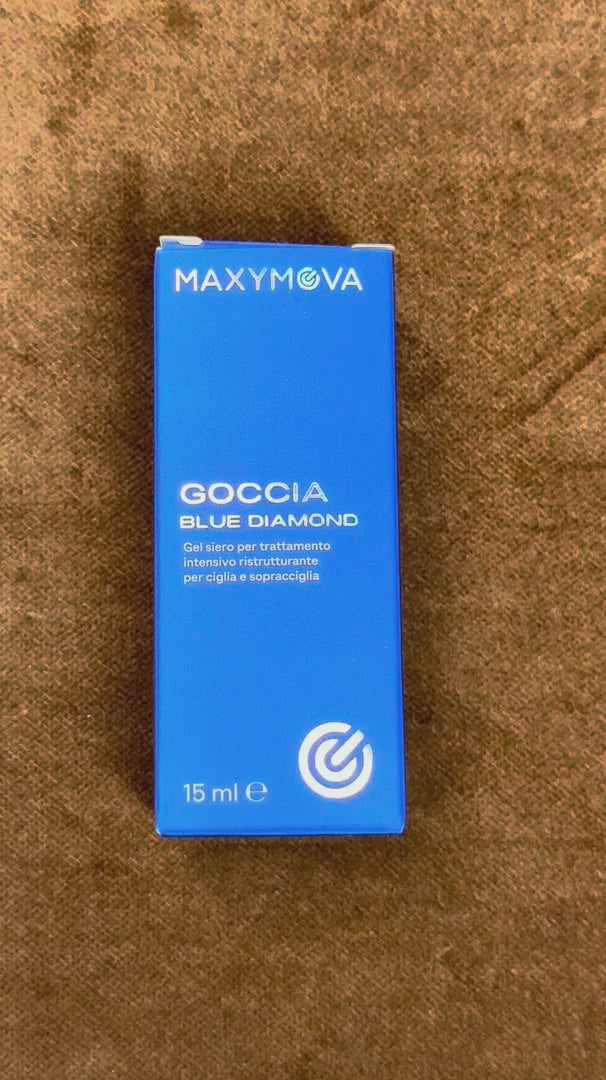 MAXYMOVA
GOCCIA
BLUE DIAMOND
Gel siero per trattamento
intensivo ristrutturante
per ciglia e sopracciglia
15 ml ℮